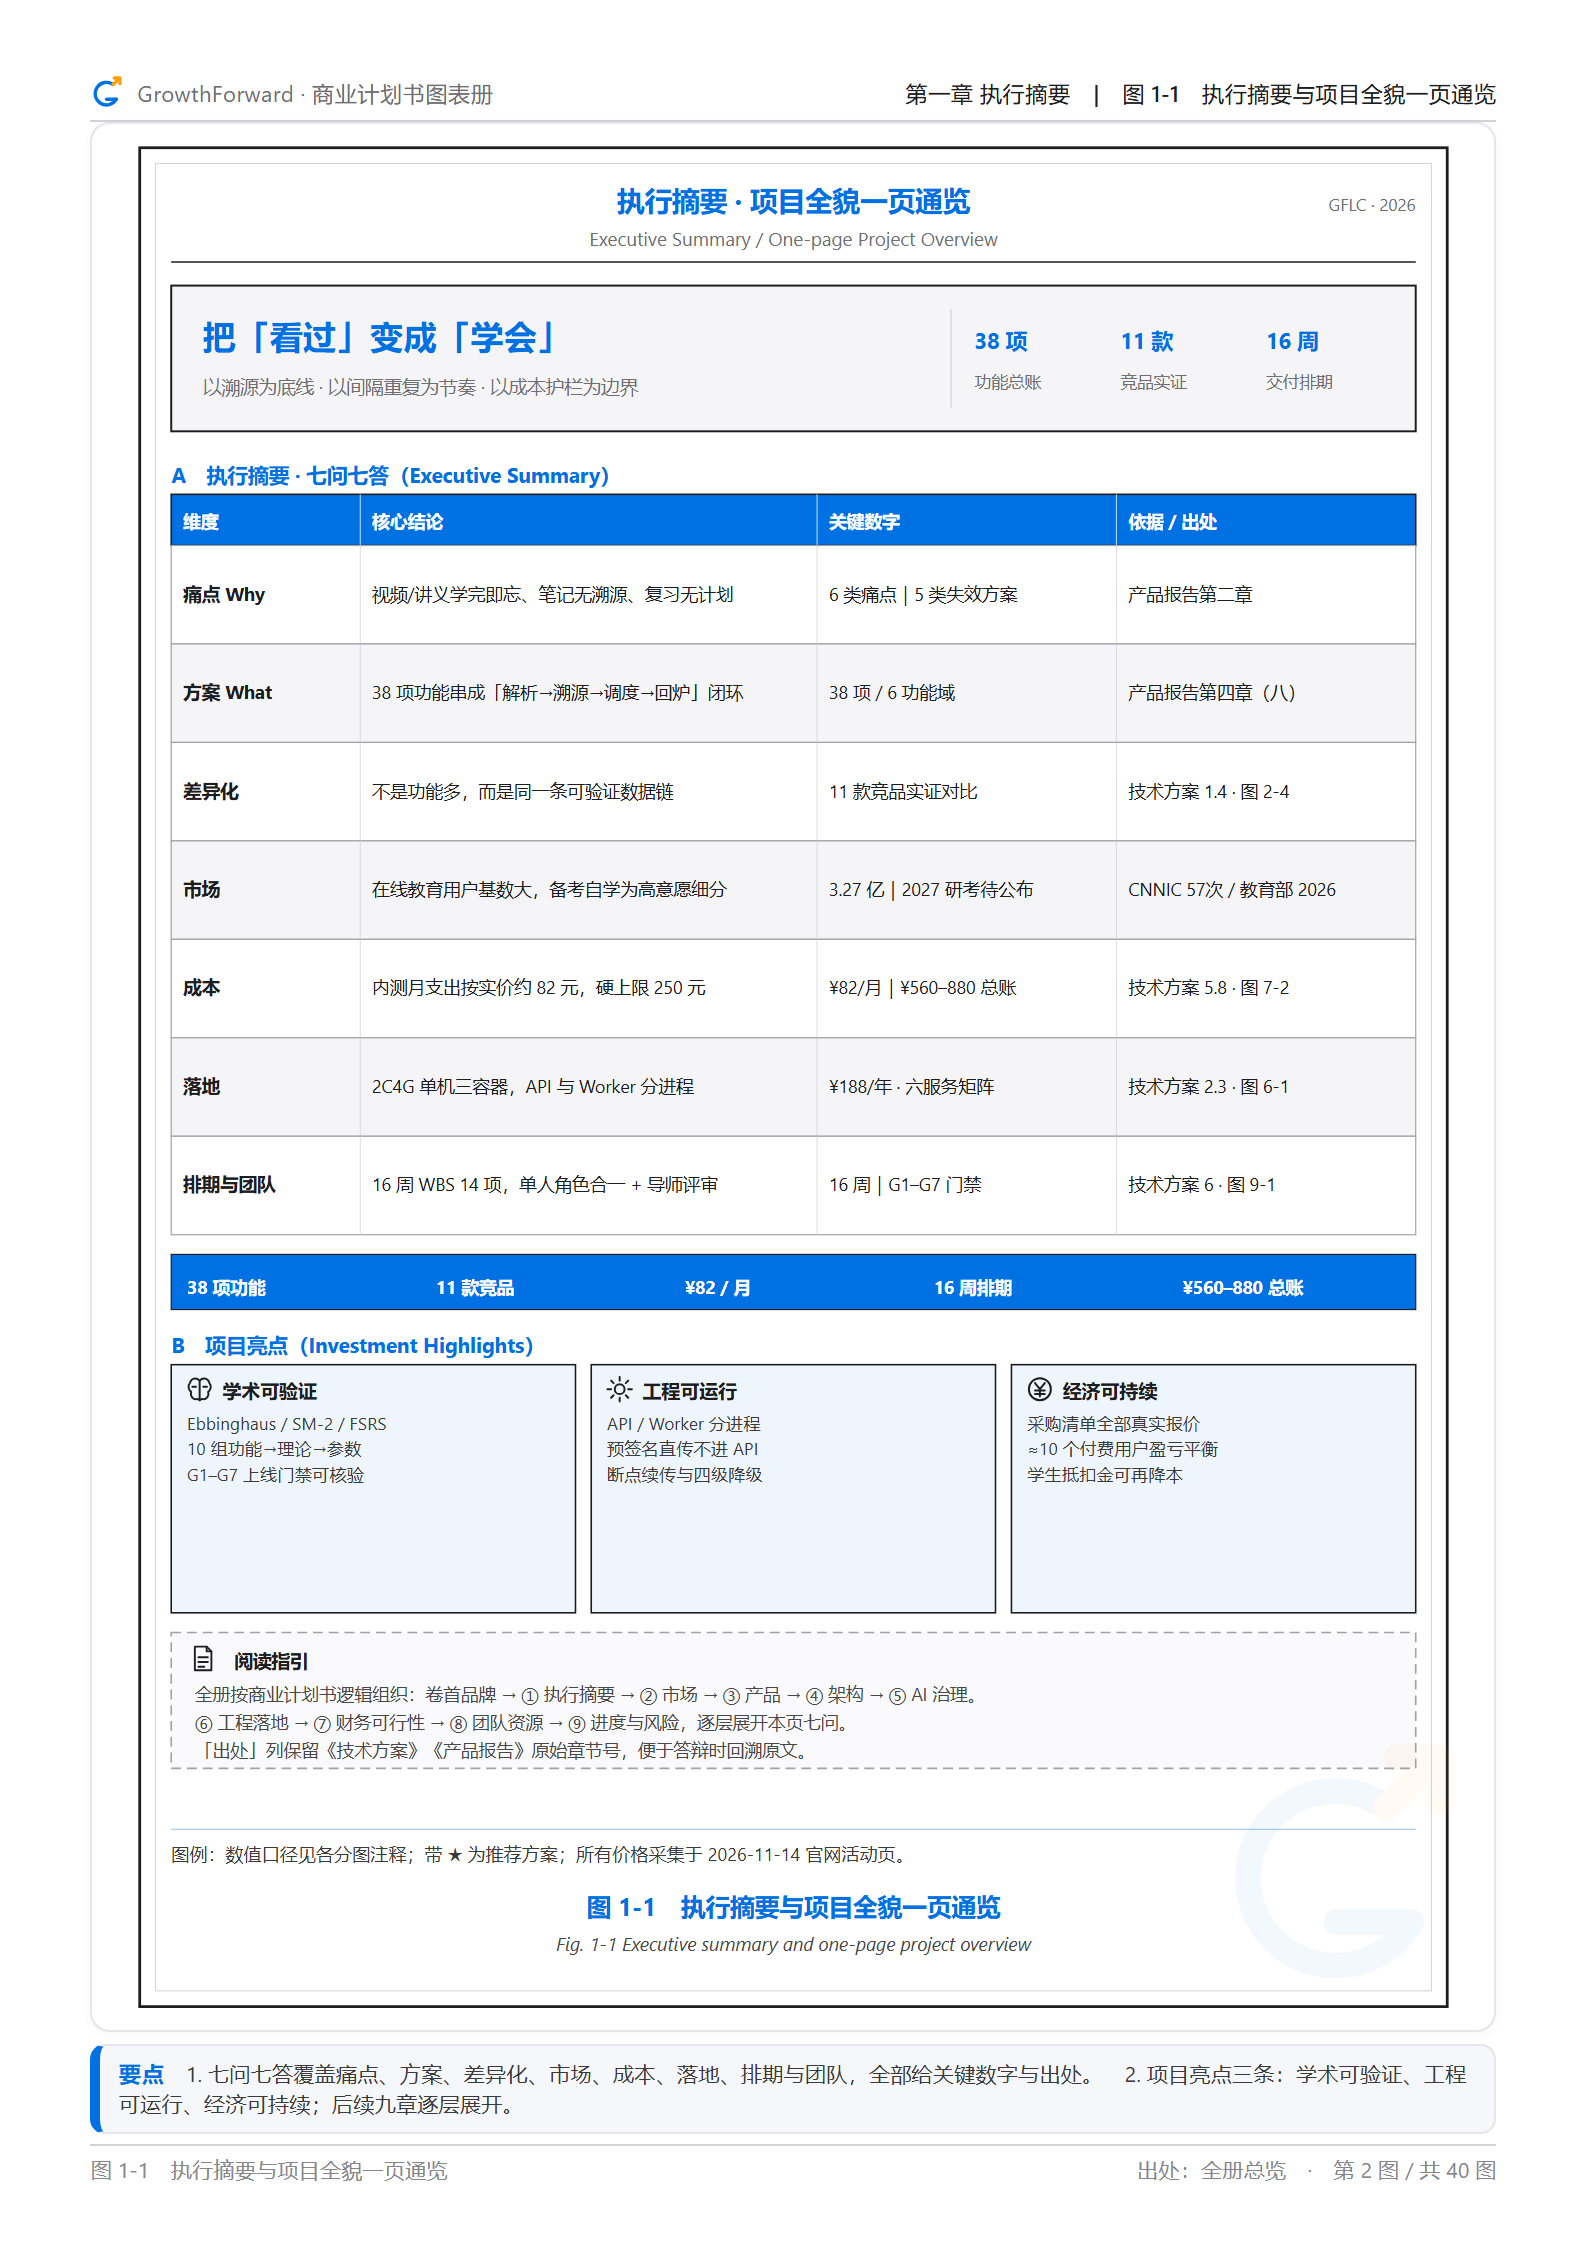 GrowthForward · 商业计划书图表册
第一章 执行摘要 | 图 1-1 执行摘要与项目全貌一页通览
执行摘要 · 项目全貌一页通览
GFLC · 2026
Executive Summary / One-page Project Overview
把「看过」变成「学会」
以溯源为底线 · 以间隔重复为节奏 · 以成本护栏为边界
38 项 11 款 16 周
功能总账 竞品实证 交付排期
A 执行摘要 · 七问七答（Executive Summary）
维度 核心结论 关键数字 依据 / 出处
痛点 Why 视频/讲义学完即忘、笔记无溯源、复习无计划 6 类痛点 | 5 类失效方案 产品报告第二章
方案 What 38 项功能串成「解析→溯源→调度→回炉」闭环 38 项 / 6 功能域 产品报告第四章（八）
差异化 不是功能多，而是同一条可验证数据链 11 款竞品实证对比 技术方案 1.4 · 图 2-4
市场 在线教育用户基数大，备考自学为高意愿细分 3.27 亿 | 2027 研考待公布 CNNIC 57次 / 教育部 2026
成本 内测月支出按实价约 82 元，硬上限 250 元 ¥82/月 | ¥560–880 总账 技术方案 5.8 · 图 7-2
落地 2C4G 单机三容器，API 与 Worker 分进程 ¥188/年 · 六服务矩阵 技术方案 2.3 · 图 6-1
排期与团队 16 周 WBS 14 项，单人角色合一 + 导师评审 16 周 | G1–G7 门禁 技术方案 6 · 图 9-1
38 项功能 11 款竞品 ¥82 / 月 16 周排期 ¥560–880 总账
B 项目亮点（Investment Highlights）
学术可验证
Ebbinghaus / SM-2 / FSRS
10 组功能→理论→参数
G1–G7 上线门禁可核验
工程可运行
API / Worker 分进程
预签名直传不进 API
断点续传与四级降级
经济可持续
采购清单全部真实报价
≈10 个付费用户盈亏平衡
学生抵扣金可再降本
阅读指引
全册按商业计划书逻辑组织：卷首品牌 → ① 执行摘要 → ② 市场 → ③ 产品 → ④ 架构 → ⑤ AI 治理。
⑥ 工程落地 → ⑦ 财务可行性 → ⑧ 团队资源 → ⑨ 进度与风险，逐层展开本页七问。
「出处」列保留《技术方案》《产品报告》原始章节号，便于答辩时回溯原文。
图例：数值口径见各分图注释；带 ★ 为推荐方案；所有价格采集于 2026-11-14 官网活动页。
图 1-1 执行摘要与项目全貌一页通览
Fig. 1-1 Executive summary and one-page project overview
要点 1. 七问七答覆盖痛点、方案、差异化、市场、成本、落地、排期与团队，全部给关键数字与出处。 2. 项目亮点三条：学术可验证、工程
可运行、经济可持续；后续九章逐层展开。
图 1-1 执行摘要与项目全貌一页通览
出处：全册总览 · 第 2 图 / 共 40 图